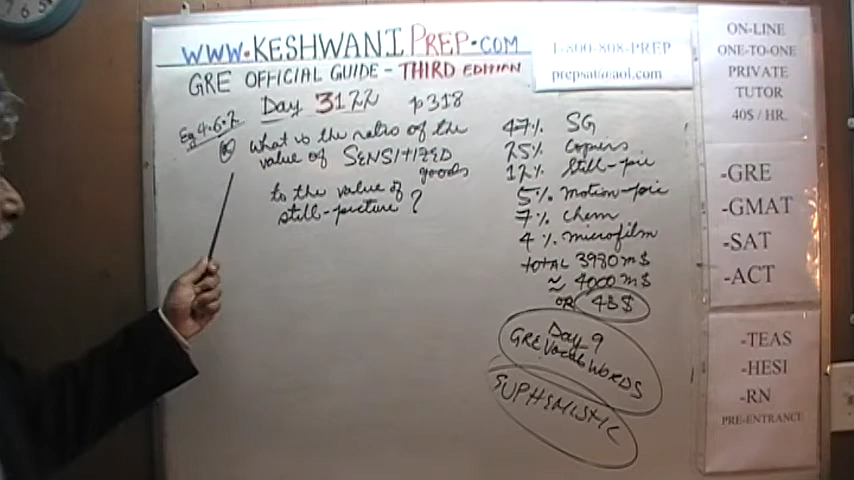 WWW.KESHWANIPREP.COM
1-800-808-PREP
prepsat@aol.com
GRE OFFICIAL GUIDE - THIRD EDITION
Day 3122 p318
Eg 4.6.2
what is the ratio of the
value of SENSITIZED
goods
to the value of
still-picture?
47% SG
25% Copiers
12% Still-pic
5% motion-pic
7% Chem
4% microfilm
TOTAL 3980 m$
≈ 4000 m$
OR 4B$
Day 9
GRE Vocab WORDS
EUPHEMISTIC
ON-LINE
ONE-TO-ONE
PRIVATE
TUTOR
40$ / HR.
-GRE
-GMAT
-SAT
-ACT
-TEAS
-HESI
-RN
PRE-ENTRANCE